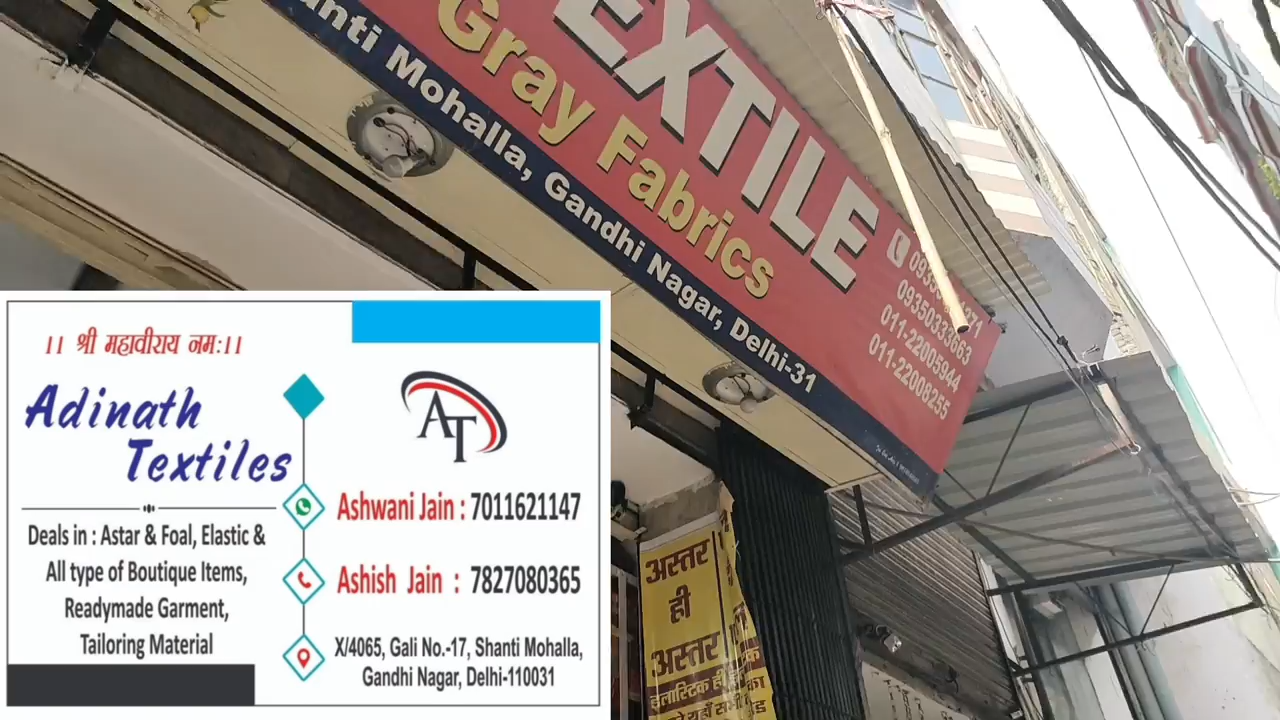 EXTILE
Gray Fabrics
Mohalla, Gandhi Nagar, Delhi-31
09350333663
011-22005944
011-22008255
अस्तर
ही
अस्तर
।। श्री महावीराय नमः।।
Adinath
Textiles
AT
Deals in : Astar & Foal, Elastic &
All type of Boutique Items,
Readymade Garment,
Tailoring Material
Ashwani Jain : 7011621147
Ashish Jain : 7827080365
X/4065, Gali No.-17, Shanti Mohalla,
Gandhi Nagar, Delhi-110031